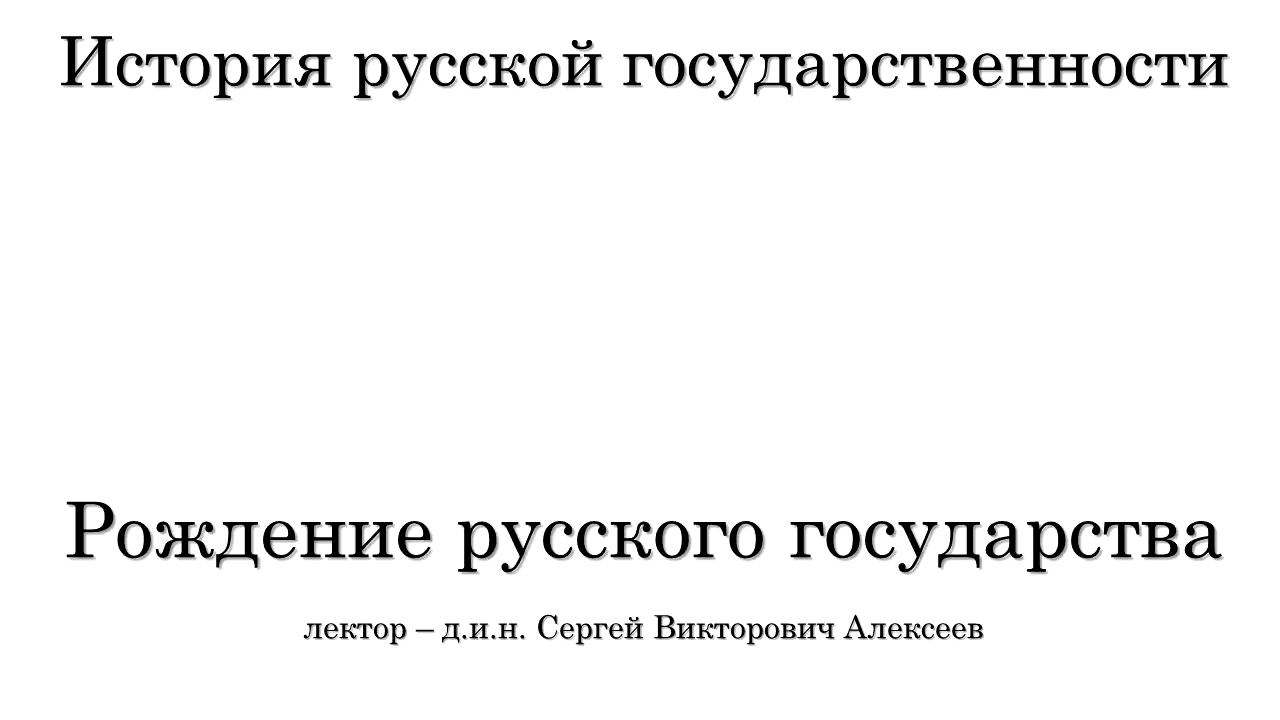 История русской государственности
Рождение русского государства
лектор – д.и.н. Сергей Викторович Алексеев